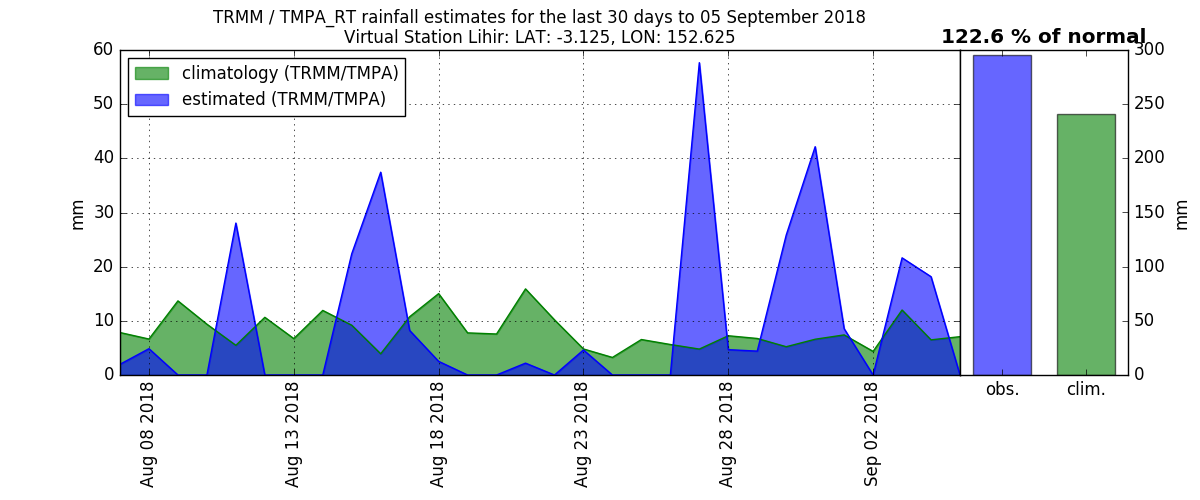 TRMM / TMPA_RT rainfall estimates for the last 30 days to 05 September 2018
Virtual Station Lihir: LAT: -3.125, LON: 152.625
122.6 % of normal
climatology (TRMM/TMPA)
estimated (TRMM/TMPA)
mm
60
50
40
30
20
10
0
Aug 08 2018
Aug 13 2018
Aug 18 2018
Aug 23 2018
Aug 28 2018
Sep 02 2018
obs.
clim.
300
250
200
150
100
50
0
mm